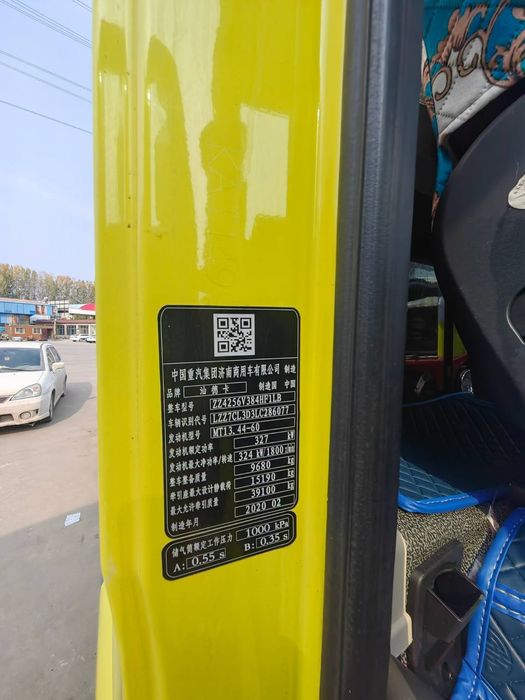 中国重汽集团济南商用车有限公司 制造
品牌 汕德卡 制造国 中国
整车型号 ZZ4256V384HF1LB
车辆识别代号 LZZ7CL3D3LC286077
发动机型号 MT13.44-60
发动机额定功率 327 kW
发动机最大净功率/转速 324 kW/1800 r/min
整车整备质量 9680 kg
牵引座最大设计静载荷 15190 kg
最大允许牵引质量 39100 kg
制造年月 2020 02
储气筒额定工作压力 1000 kPa
A: 0.55 s B: 0.35 s